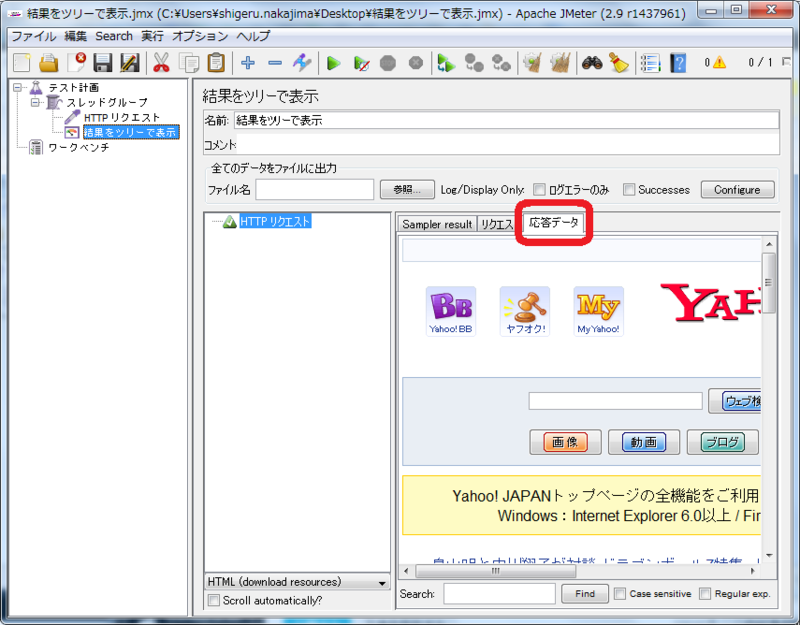 結果をツリーで表示.jmx (C:¥Users¥shigeru.nakajima¥Desktop¥結果をツリーで表示.jmx) - Apache JMeter (2.9 r1437961)
ファイル 編集 Search 実行 オプション ヘルプ
0 0 / 1
テスト計画
スレッドグループ
HTTP リクエスト
結果をツリーで表示
ワークベンチ
結果をツリーで表示
名前: 結果をツリーで表示
コメント
全てのデータをファイルに出力
ファイル名 参照... Log/Display Only: ログエラーのみ Successes Configure
HTTP リクエスト
Sampler result リクエス 応答データ
BB My YAH
Yahoo! BB ヤフオク! My Yahoo!
ウェブ検
画像 動画 ブログ
Yahoo! JAPANトップページの全機能をご利用
Windows：Internet Explorer 6.0以上 / Fir
HTML (download resources)
Scroll automatically?
Search: Find Case sensitive Regular exp.